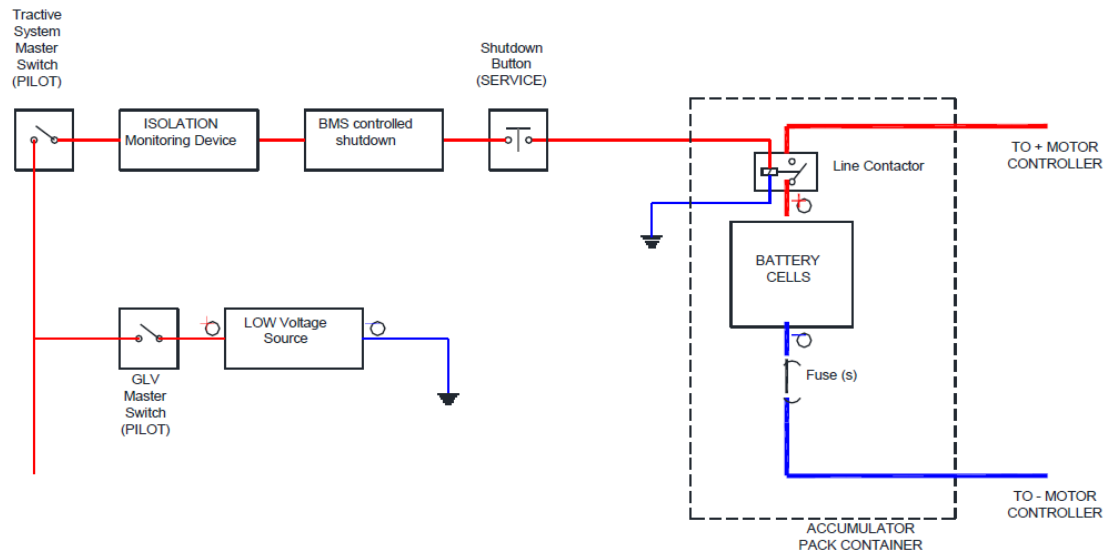 Tractive
System
Master
Switch
(PILOT)
ISOLATION
Monitoring Device
BMS controlled
shutdown
Shutdown
Button
(SERVICE)
TO + MOTOR
CONTROLLER
Line Contactor
+
BATTERY
CELLS
-
Fuse (s)
GLV
Master
Switch
(PILOT)
+
LOW Voltage
Source
-
TO - MOTOR
CONTROLLER
ACCUMULATOR
PACK CONTAINER